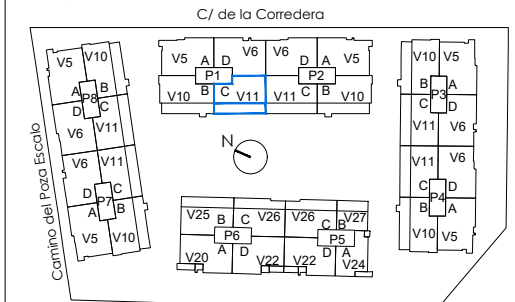 C/ de la Corredera
V5 A D V6 V6 A D V5
P1 P2
V10 B C V11 V11 C B V10
V5 V10
A B
P8
D C
V6 V11
V6 V11
D C
P7
A B
V5 V10
Camino del Poza Escalo
N
V10 V5
B A
P3
C D
V11 V6
V11 V6
C D
P4
B A
V10 V5
V25 B C V26 V26 C B V27
P6 P5
V20 A D V22 V22 D A V24